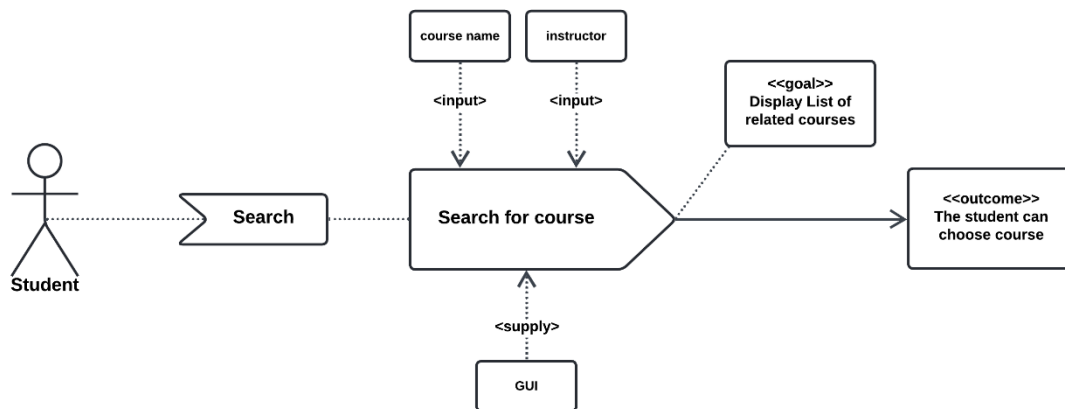 course name
instructor
<input>
<input>
<<goal>>
Display List of
related courses
Search
Search for course
<<outcome>>
The student can
choose course
Student
<supply>
GUI